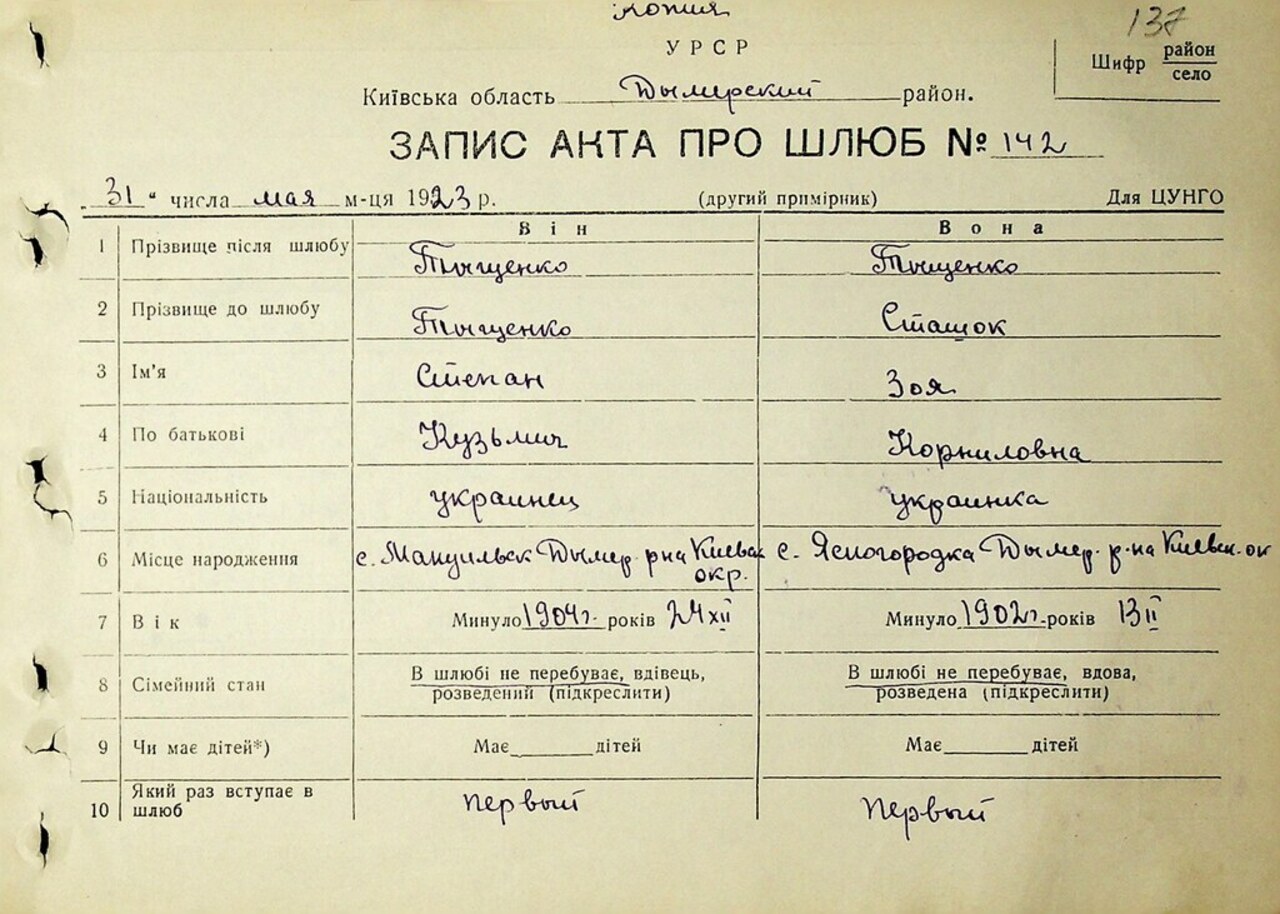 копия
137
УРСР
Шифр район
село
Київська область Дымерский район.
ЗАПИС АКТА ПРО ШЛЮБ № 142
„31“ числа мая м-ця 1923 р. (другий примірник) Для ЦУНГО
Він Вона
1 Прізвище після шлюбу Тыщенко Тыщенко
2 Прізвище до шлюбу Тыщенко Сташок
3 Ім'я Степан Зоя
4 По батькові Кузьмич Корниловна
5 Національність украинец украинка
6 Місце народження с. Мануильск Дымер. р-на Киевск с. Ясногородка Дымер. р-на Киевск. ок
окр.
7 Вік Минуло 1904г. років 24 XII Минуло 1902г. років 13 II
8 Сімейний стан В шлюбі не перебуває, вдівець, В шлюбі не перебуває, вдова,
розведений (підкреслити) розведена (підкреслити)
9 Чи має дітей*) Має дітей Має дітей
10 Який раз вступає в
шлюб первый первый